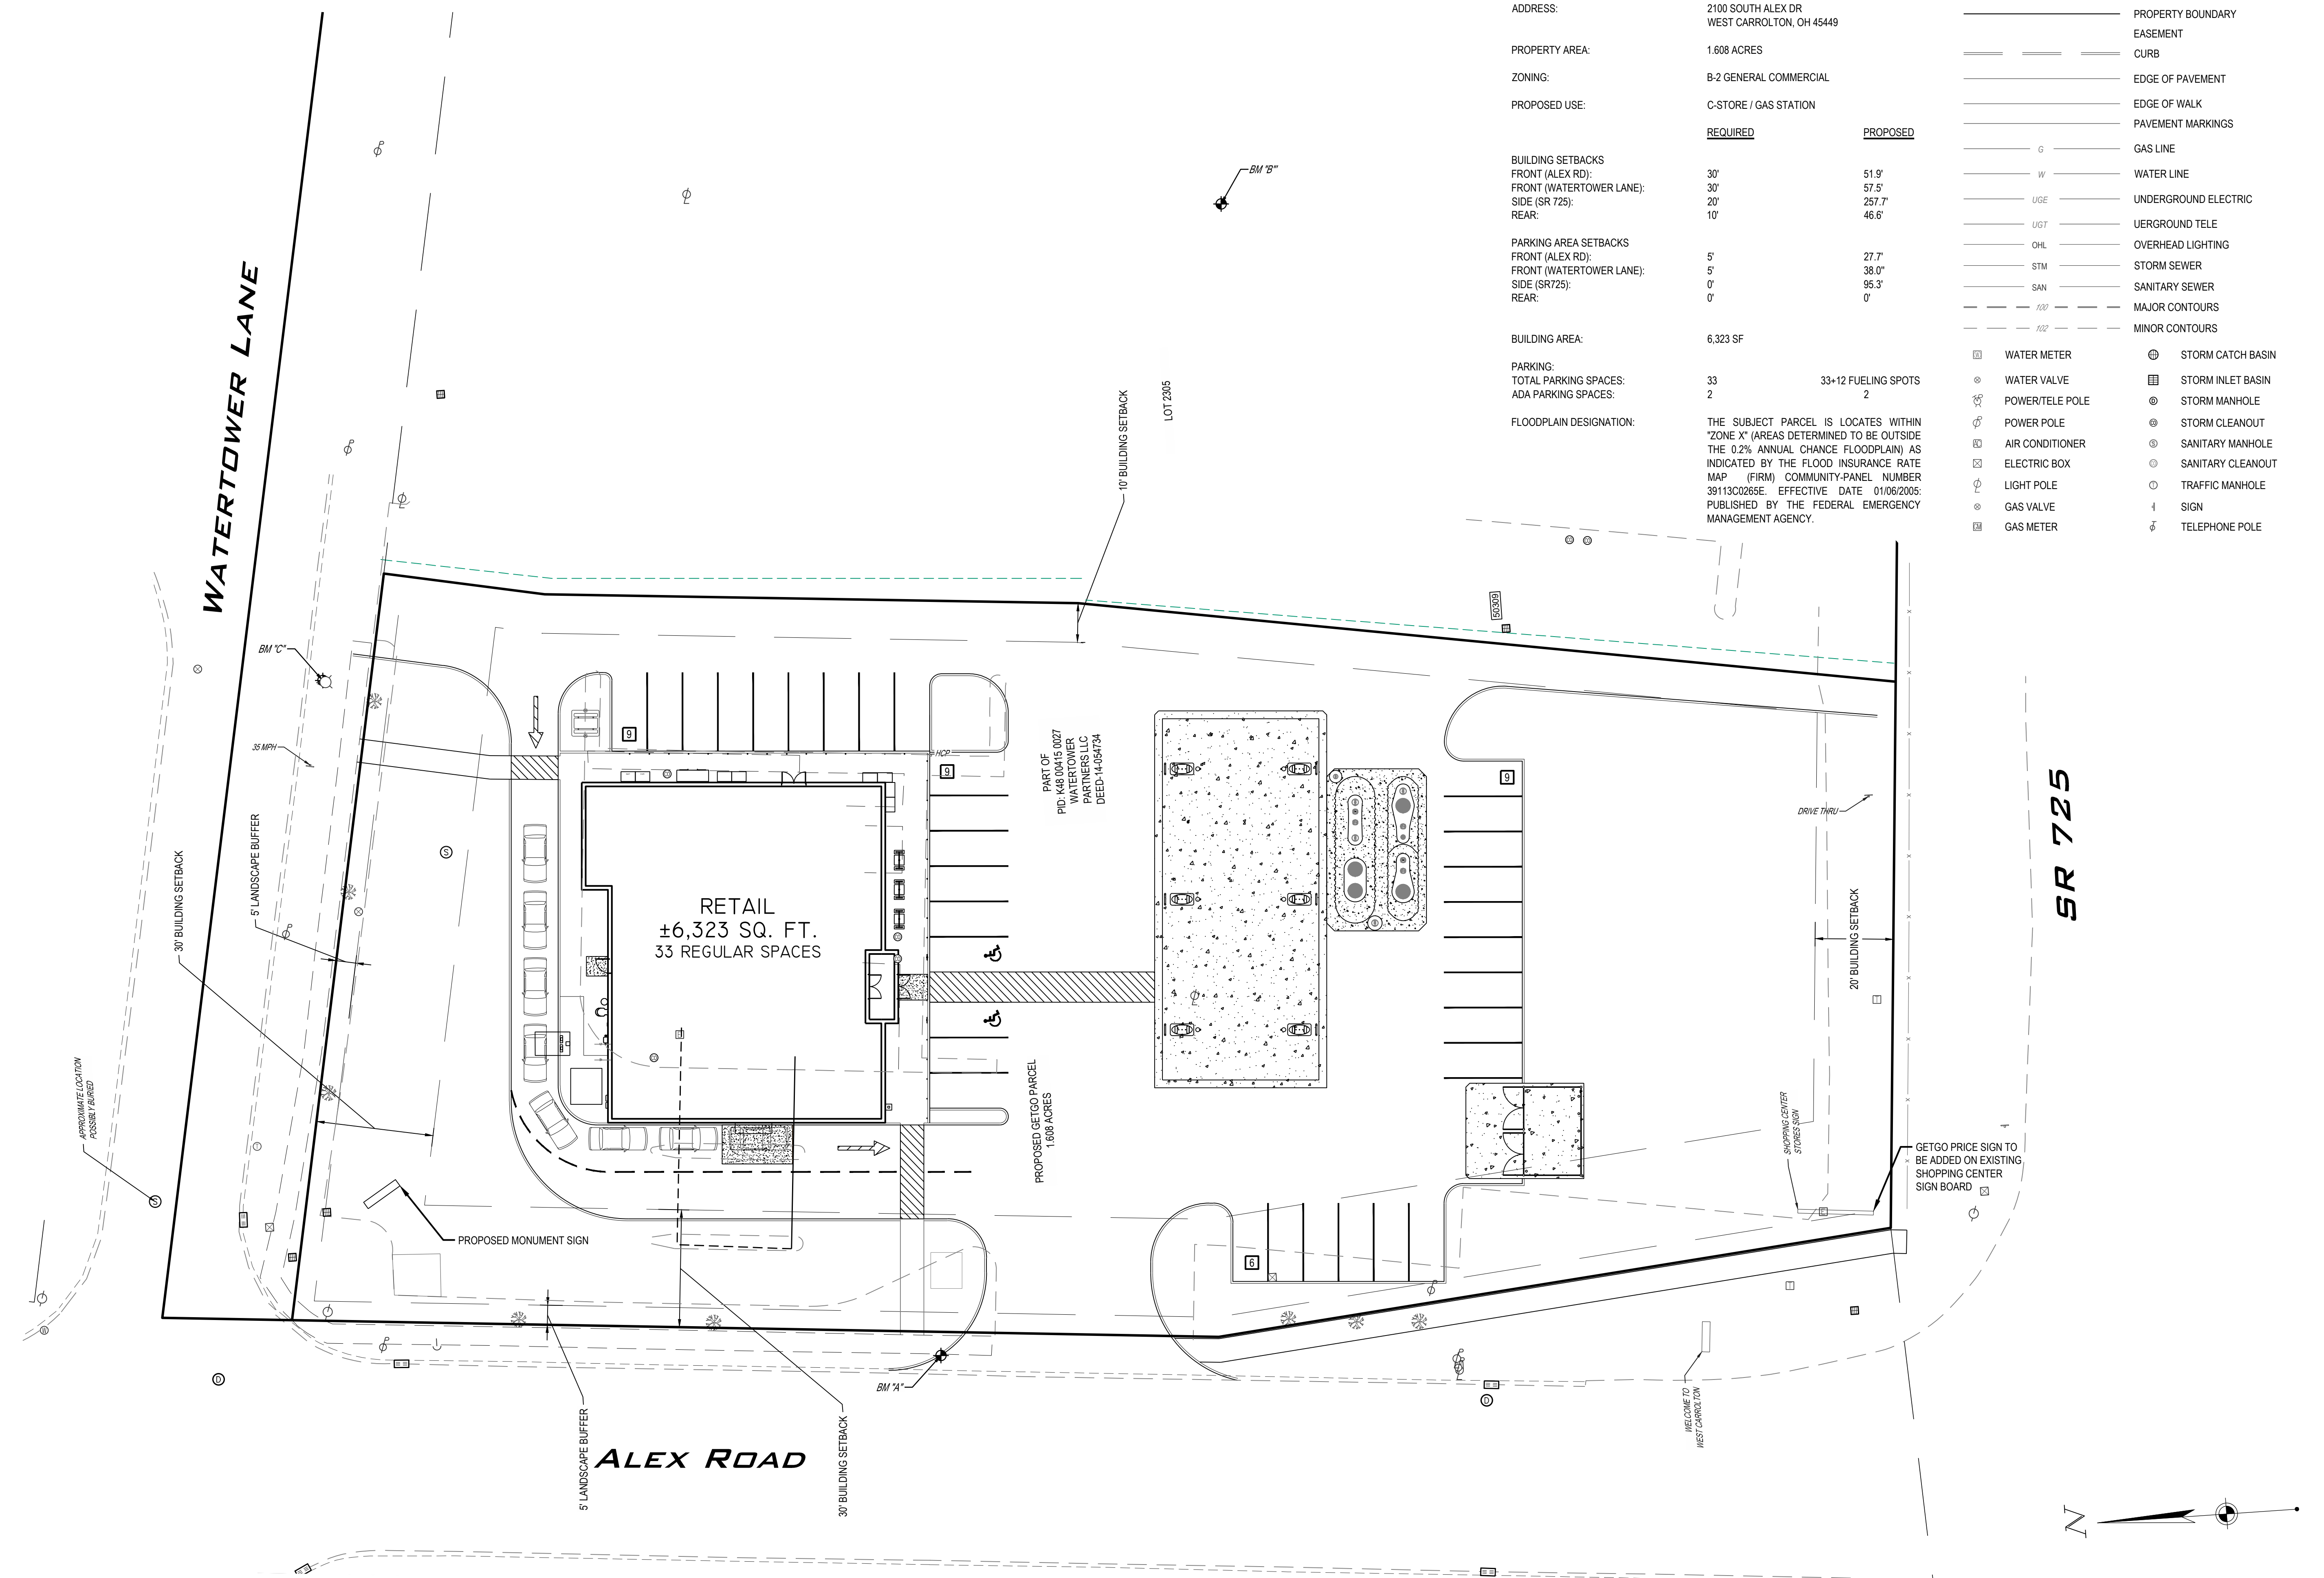 ADDRESS: 2100 SOUTH ALEX DR
WEST CARROLTON, OH 45449
PROPERTY AREA: 1.608 ACRES
ZONING: B-2 GENERAL COMMERCIAL
PROPOSED USE: C-STORE / GAS STATION
REQUIRED PROPOSED
BUILDING SETBACKS
FRONT (ALEX RD): 30' 51.9'
FRONT (WATERTOWER LANE): 30' 57.5'
SIDE (SR 725): 20' 257.7'
REAR: 10' 46.6'
PARKING AREA SETBACKS
FRONT (ALEX RD): 5' 27.7'
FRONT (WATERTOWER LANE): 5' 38.0"
SIDE (SR725): 0' 95.3'
REAR: 0' 0'
BUILDING AREA: 6,323 SF
PARKING:
TOTAL PARKING SPACES: 33 33+12 FUELING SPOTS
ADA PARKING SPACES: 2 2
FLOODPLAIN DESIGNATION: THE SUBJECT PARCEL IS LOCATES WITHIN
"ZONE X" (AREAS DETERMINED TO BE OUTSIDE
THE 0.2% ANNUAL CHANCE FLOODPLAIN) AS
INDICATED BY THE FLOOD INSURANCE RATE
MAP (FIRM) COMMUNITY-PANEL NUMBER
39113C0265E. EFFECTIVE DATE 01/06/2005:
PUBLISHED BY THE FEDERAL EMERGENCY
MANAGEMENT AGENCY.
PROPERTY BOUNDARY
EASEMENT
CURB
EDGE OF PAVEMENT
EDGE OF WALK
PAVEMENT MARKINGS
G GAS LINE
W WATER LINE
UGE UNDERGROUND ELECTRIC
UGT UERGROUND TELE
OHL OVERHEAD LIGHTING
STM STORM SEWER
SAN SANITARY SEWER
100 MAJOR CONTOURS
102 MINOR CONTOURS
WATER METER STORM CATCH BASIN
WATER VALVE STORM INLET BASIN
POWER/TELE POLE STORM MANHOLE
POWER POLE STORM CLEANOUT
AIR CONDITIONER SANITARY MANHOLE
ELECTRIC BOX SANITARY CLEANOUT
LIGHT POLE TRAFFIC MANHOLE
GAS VALVE SIGN
GAS METER TELEPHONE POLE
BM "B"
WATERTOWER LANE
10' BUILDING SETBACK
LOT 2305
50309
BM "C"
35 MPH
9
HCP
9
9
PART OF
PID: K48 00415 0027
WATERTOWER
PARTNERS LLC
DEED-14-054734
DRIVE THRU
SR 725
5' LANDSCAPE BUFFER
30' BUILDING SETBACK
S
RETAIL
±6,323 SQ. FT.
33 REGULAR SPACES
20' BUILDING SETBACK
APPROXIMATE LOCATION
POSSIBLY BURIED
S
PROPOSED GETGO PARCEL
1.608 ACRES
SHOPPING CENTER
STORES SIGN
GETGO PRICE SIGN TO
BE ADDED ON EXISTING
SHOPPING CENTER
SIGN BOARD
PROPOSED MONUMENT SIGN
6
D
BM "A"
D
WELCOME TO
WEST CARROLTON
5' LANDSCAPE BUFFER
ALEX ROAD
30' BUILDING SETBACK
N